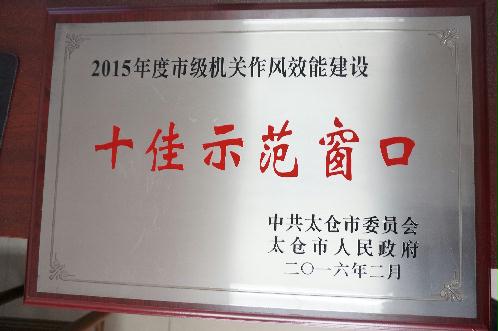 2015年度市级机关作风效能建设
十佳示范窗口
中共太仓市委员会
太仓市人民政府
二〇一六年二月